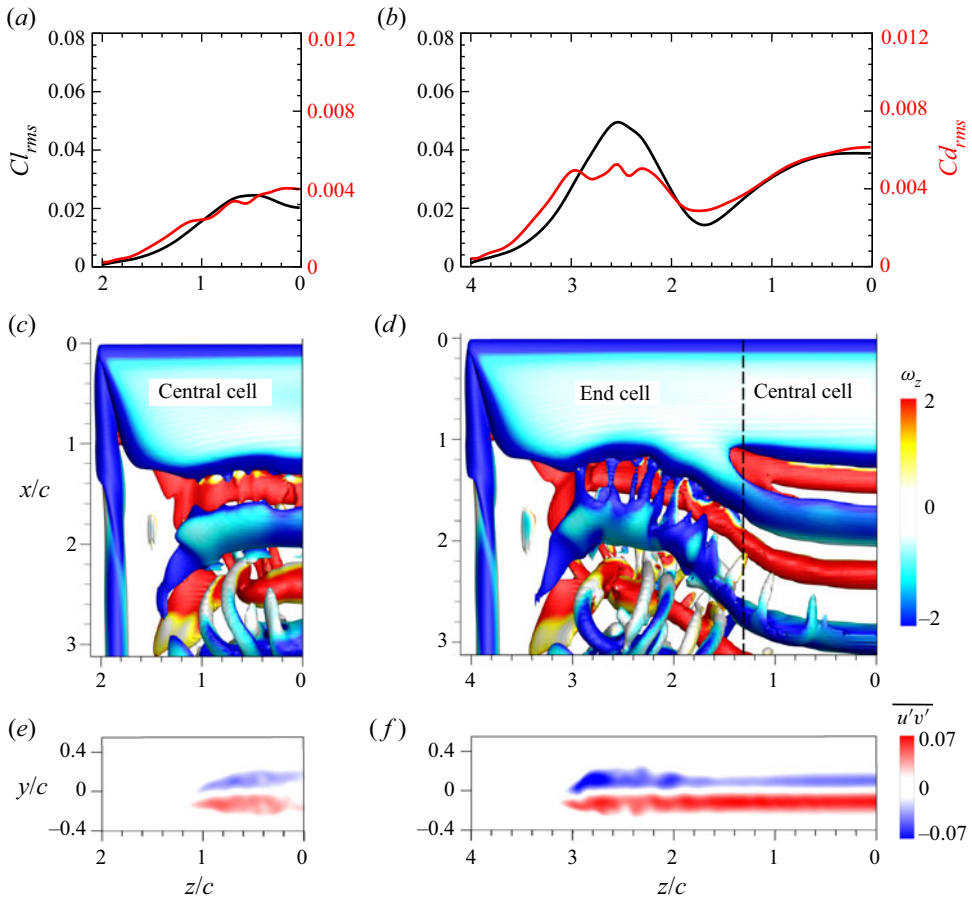 (a)
(b)
0.08
0.06
0.04
0.02
0
Cl_rms
0.012
0.008
0.004
0
2 1 0
0.08
0.06
0.04
0.02
0
0.012
0.008
0.004
0
Cd_rms
4 3 2 1 0
(c)
(d)
0
1
2
3
x/c
Central cell
2 1 0
0
1
2
3
End cell
Central cell
4 3 2 1 0
ω_z
2
0
–2
(e)
(f)
0.4
0
–0.4
y/c
2 1 0
z/c
0.4
0
–0.4
4 3 2 1 0
z/c
u′v′
0.07
0
–0.07